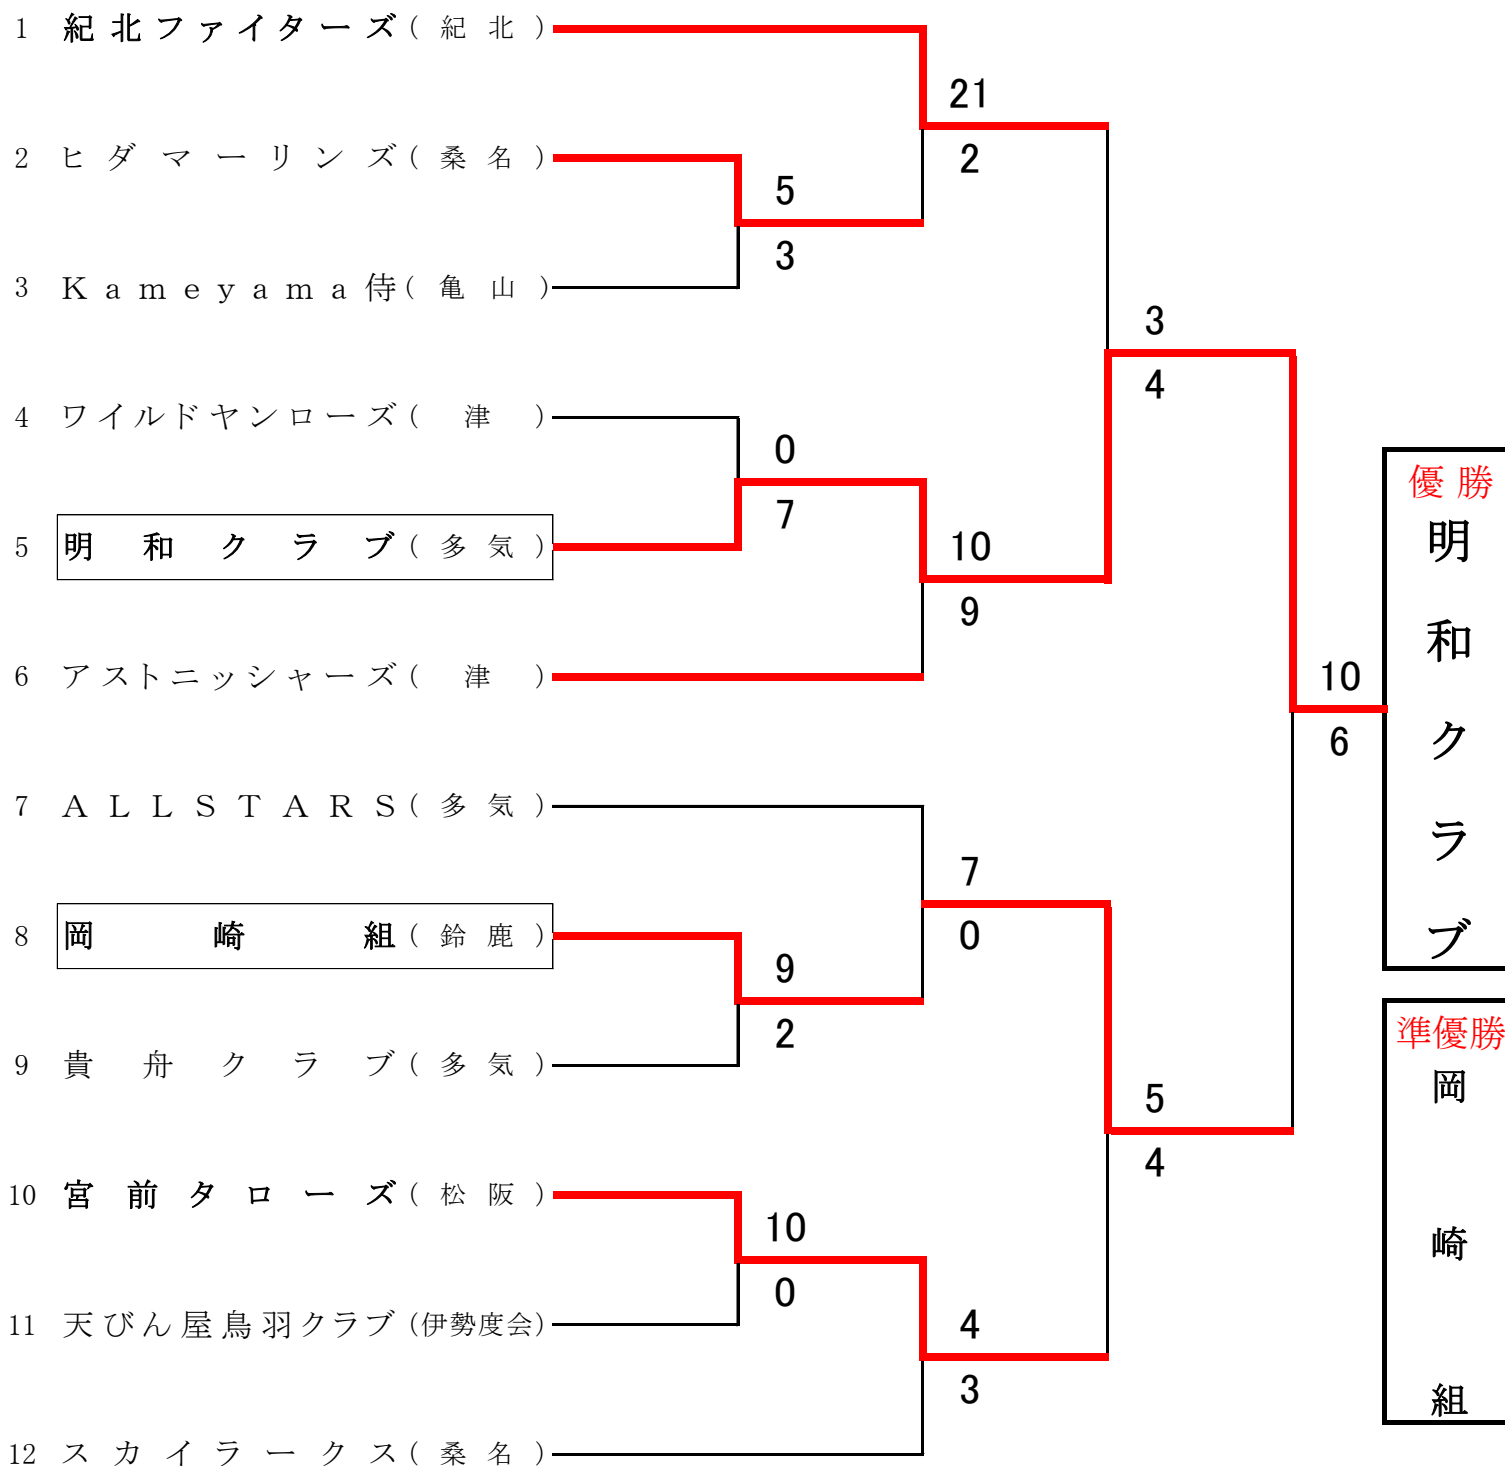 1 紀北ファイターズ(紀北)
21
2 ヒダマーリンズ(桑名)
2
5
3
3 Kameyama侍(亀山)
3
4
4 ワイルドヤンローズ(津)
0
7
5 明和クラブ(多気)
10
9
6 アストニッシャーズ(津)
10
6
7 ALLSTARS(多気)
7
0
8 岡崎組(鈴鹿)
9
2
9 貴舟クラブ(多気)
5
4
10 宮前タローズ(松阪)
10
0
11 天びん屋鳥羽クラブ(伊勢度会)
4
3
12 スカイラークス(桑名)
優勝
明和クラブ
準優勝
岡崎組